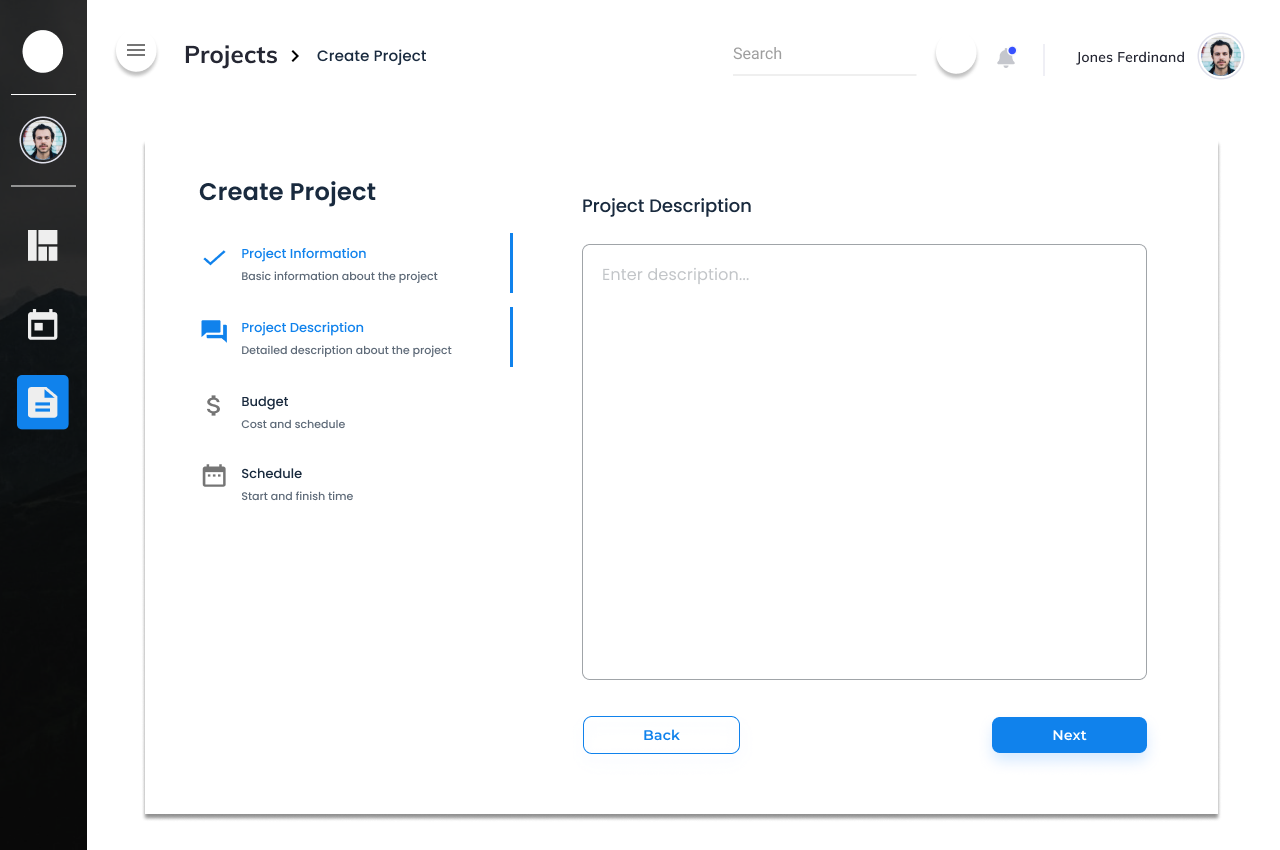 Projects
Create Project
Search
Jones Ferdinand
Create Project
Project Information
Basic information about the project
Project Description
Detailed description about the project
Budget
Cost and schedule
Schedule
Start and finish time
Project Description
Enter description...
Back
Next